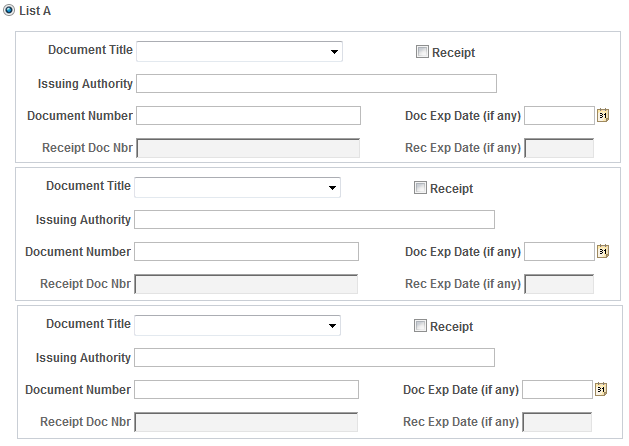 List A
Document Title Receipt
Issuing Authority
Document Number Doc Exp Date (if any) 31
Receipt Doc Nbr Rec Exp Date (if any)
Document Title Receipt
Issuing Authority
Document Number Doc Exp Date (if any) 31
Receipt Doc Nbr Rec Exp Date (if any)
Document Title Receipt
Issuing Authority
Document Number Doc Exp Date (if any) 31
Receipt Doc Nbr Rec Exp Date (if any)